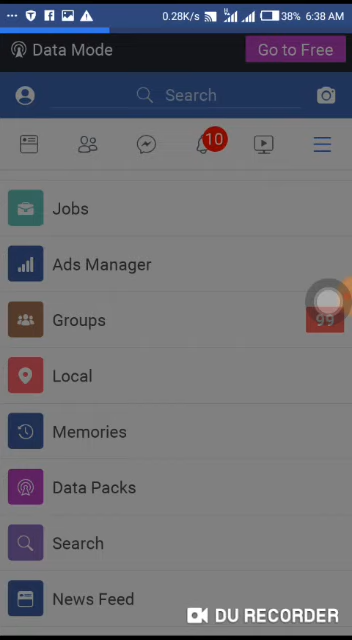 0.28K/s 38% 6:38 AM
Data Mode Go to Free
Search
10
Jobs
Ads Manager
Groups
99
Local
Memories
Data Packs
Search
News Feed
DU RECORDER